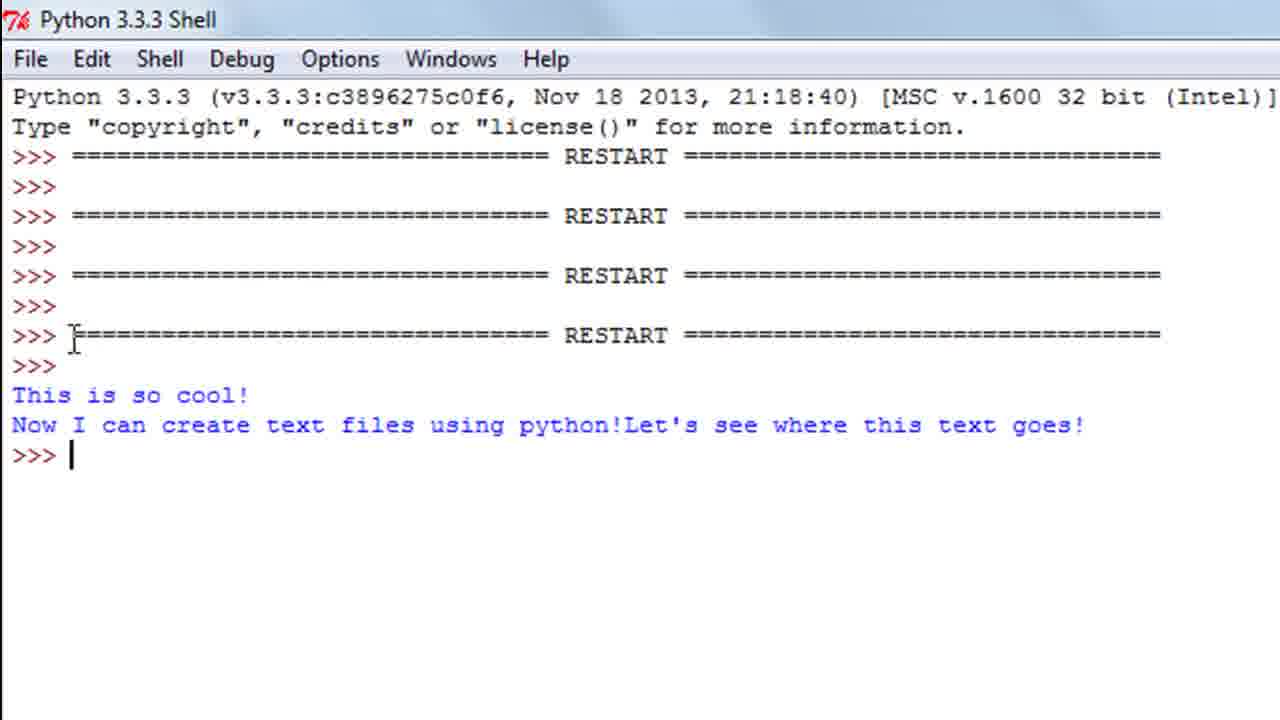 Python 3.3.3 Shell
File Edit Shell Debug Options Windows Help
Python 3.3.3 (v3.3.3:c3896275c0f6, Nov 18 2013, 21:18:40) [MSC v.1600 32 bit (Intel)]
Type "copyright", "credits" or "license()" for more information.
>>> ================================ RESTART ================================
>>>
>>> ================================ RESTART ================================
>>>
>>> ================================ RESTART ================================
>>>
>>> ================================ RESTART ================================
>>>
This is so cool!
Now I can create text files using python!Let's see where this text goes!
>>>